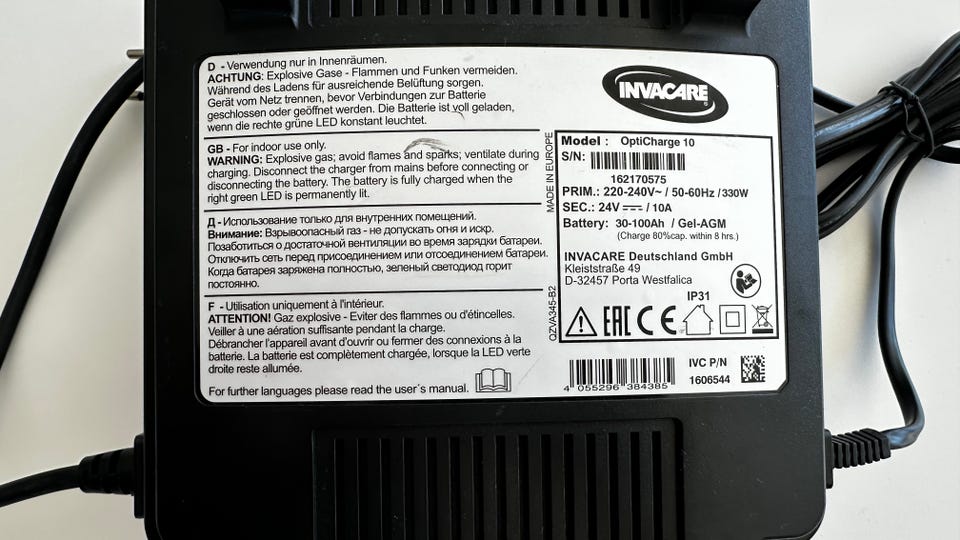 D - Verwendung nur in Innenräumen.
ACHTUNG: Explosive Gase - Flammen und Funken vermeiden.
Während des Ladens für ausreichende Belüftung sorgen.
Gerät vom Netz trennen, bevor Verbindungen zur Batterie
geschlossen oder geöffnet werden. Die Batterie ist voll geladen,
wenn die rechte grüne LED konstant leuchtet.
GB - For indoor use only.
WARNING: Explosive gas; avoid flames and sparks; ventilate during
charging. Disconnect the charger from mains before connecting or
disconnecting the battery. The battery is fully charged when the
right green LED is permanently lit.
Д - Использование только для внутренних помещений.
Внимание: Взрывоопасный газ - не допускать огня и искр.
Позаботиться о достаточной вентиляции во время зарядки батареи.
Отключить сеть перед присоединением или отсоединением батареи.
Когда батарея заряжена полностью, зеленый светодиод горит
постоянно.
F - Utilisation uniquement à l'intérieur.
ATTENTION! Gaz explosive - Eviter des flammes ou d'étincelles.
Veiller à une aération suffisante pendant la charge.
Débrancher l'appareil avant d'ouvrir ou fermer des connexions à la
batterie. La batterie est complètement chargée, lorsque la LED verte
droite reste allumée.
For further languages please read the user´s manual.
INVACARE®
MADE IN EUROPE
QZVA345-B2
Model : OptiCharge 10
S/N:
162170575
PRIM.: 220-240V~ / 50-60Hz /330W
SEC.: 24V ⎓ / 10A
Battery: 30-100Ah / Gel-AGM
(Charge 80%cap. within 8 hrs.)
INVACARE Deutschland GmbH
Kleiststraße 49
D-32457 Porta Westfalica
IP31
EAC CE
4 055296 384385
IVC P/N
1606544